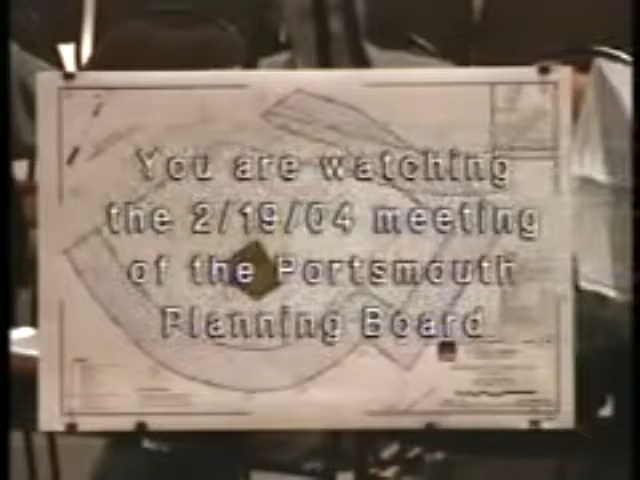 You are watching
the 2/19/04 meeting
of the Portsmouth
Planning Board